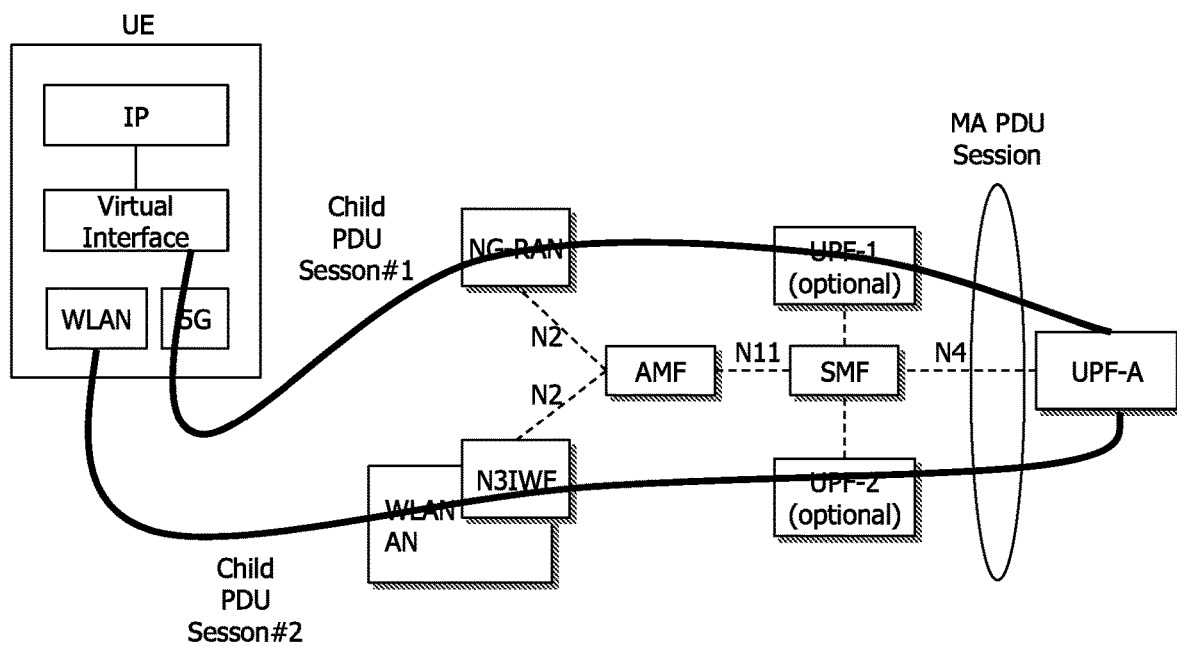 UE
IP
Virtual
Interface
WLAN
5G
Child
PDU
Sesson#1
NG-RAN
UPF-1
(optional)
MA PDU
Session
N2
N2
AMF
N11
SMF
N4
UPF-A
N3IWF
WLAN
AN
UPF-2
(optional)
Child
PDU
Sesson#2